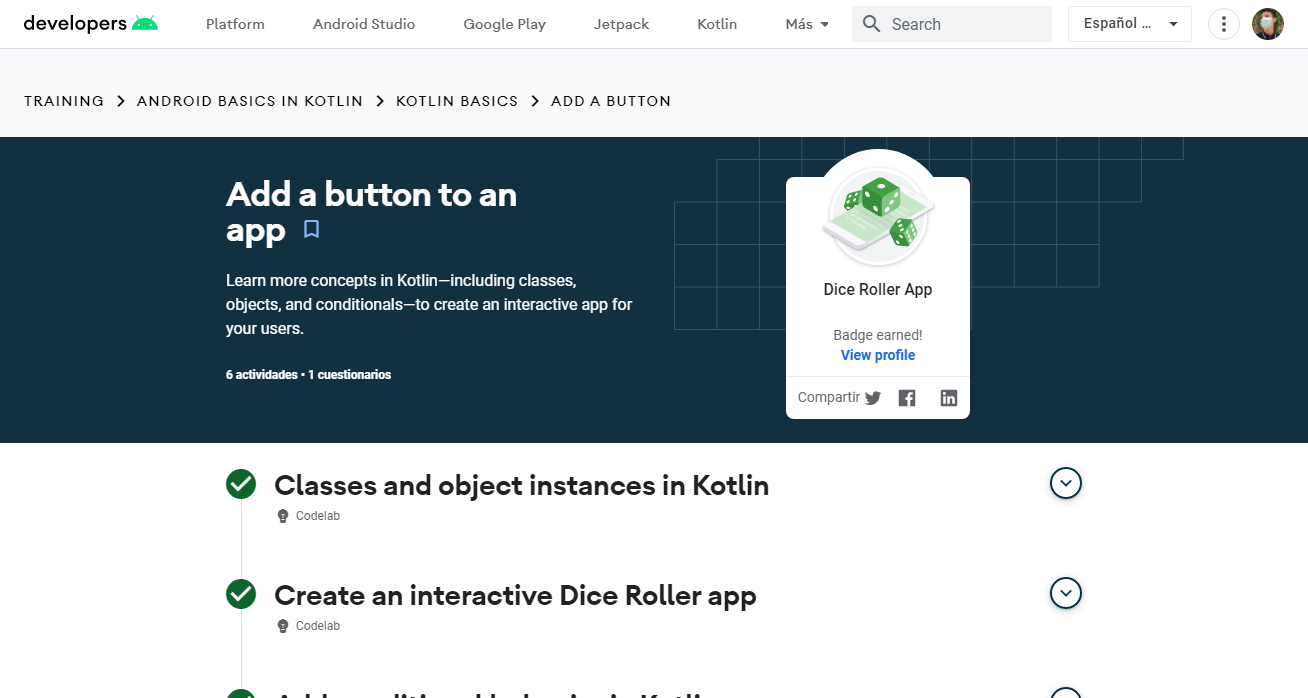 developers Platform Android Studio Google Play Jetpack Kotlin Más Search Español ...
TRAINING ANDROID BASICS IN KOTLIN KOTLIN BASICS ADD A BUTTON
Add a button to an
app
Learn more concepts in Kotlin—including classes,
objects, and conditionals—to create an interactive app for
your users.
6 actividades • 1 cuestionarios
Dice Roller App
Badge earned!
View profile
Compartir
Classes and object instances in Kotlin
Codelab
Create an interactive Dice Roller app
Codelab